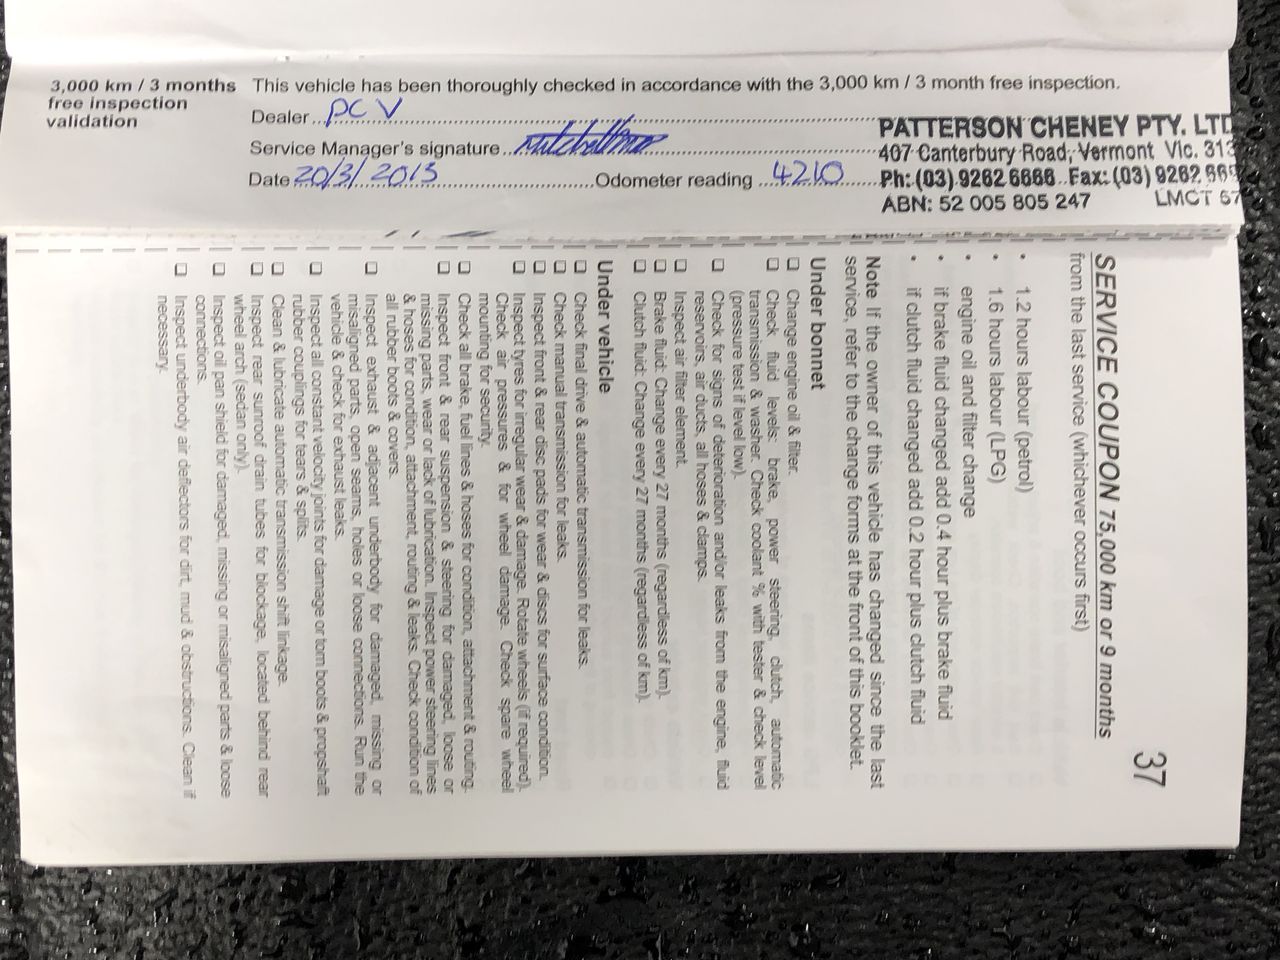 3,000 km / 3 months
free inspection
validation
This vehicle has been thoroughly checked in accordance with the 3,000 km / 3 month free inspection.
Dealer PCV
Service Manager's signature
Date 20/3/2013 Odometer reading 4210
PATTERSON CHENEY PTY. LTD
407 Canterbury Road, Vermont Vic. 313
Ph: (03) 9262 6666 Fax: (03) 9262 66
ABN: 52 005 805 247 LMCT 67
37
SERVICE COUPON 75,000 km or 9 months
from the last service (whichever occurs first)
• 1.2 hours labour (petrol)
• 1.6 hours labour (LPG)
• engine oil and filter change
• if brake fluid changed add 0.4 hour plus brake fluid
• if clutch fluid changed add 0.2 hour plus clutch fluid
Note If the owner of this vehicle has changed since the last
service, refer to the change forms at the front of this booklet.
Under bonnet
☐ Change engine oil & filter.
☐ Check fluid levels: brake, power steering, clutch, automatic
transmission & washer. Check coolant % with tester & check level
(pressure test if level low).
☐ Check for signs of deterioration and/or leaks from the engine, fluid
reservoirs, air ducts, all hoses & clamps.
☐ Inspect air filter element.
☐ Brake fluid: Change every 27 months (regardless of km).
☐ Clutch fluid: Change every 27 months (regardless of km).
Under vehicle
☐ Check final drive & automatic transmission for leaks.
☐ Check manual transmission for leaks.
☐ Inspect front & rear disc pads for wear & discs for surface condition.
☐ Inspect tyres for irregular wear & damage. Rotate wheels (if required).
Check air pressures & for wheel damage. Check spare wheel
mounting for security.
☐ Check all brake, fuel lines & hoses for condition, attachment & routing.
☐ Inspect front & rear suspension & steering for damaged, loose or
missing parts, wear or lack of lubrication. Inspect power steering lines
& hoses for condition, attachment, routing & leaks. Check condition of
all rubber boots & covers.
☐ Inspect exhaust & adjacent underbody for damaged, missing or
misaligned parts, open seams, holes or loose connections. Run the
vehicle & check for exhaust leaks.
☐ Inspect all constant velocity joints for damage or torn boots & propshaft
rubber couplings for tears & splits.
☐ Clean & lubricate automatic transmission shift linkage.
☐ Inspect rear sunroof drain tubes for blockage, located behind rear
wheel arch (sedan only).
☐ Inspect oil pan shield for damaged, missing or misaligned parts & loose
connections.
☐ Inspect underbody air deflectors for dirt, mud & obstructions. Clean if
necessary.